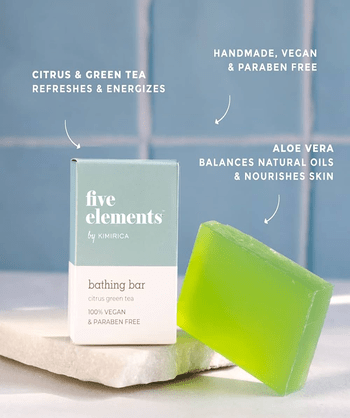 HANDMADE, VEGAN
& PARABEN FREE
CITRUS & GREEN TEA
REFRESHES & ENERGIZES
ALOE VERA
BALANCES NATURAL OILS
& NOURISHES SKIN
five
elements™
by KIMIRICA
bathing bar
citrus green tea
100% VEGAN
& PARABEN FREE